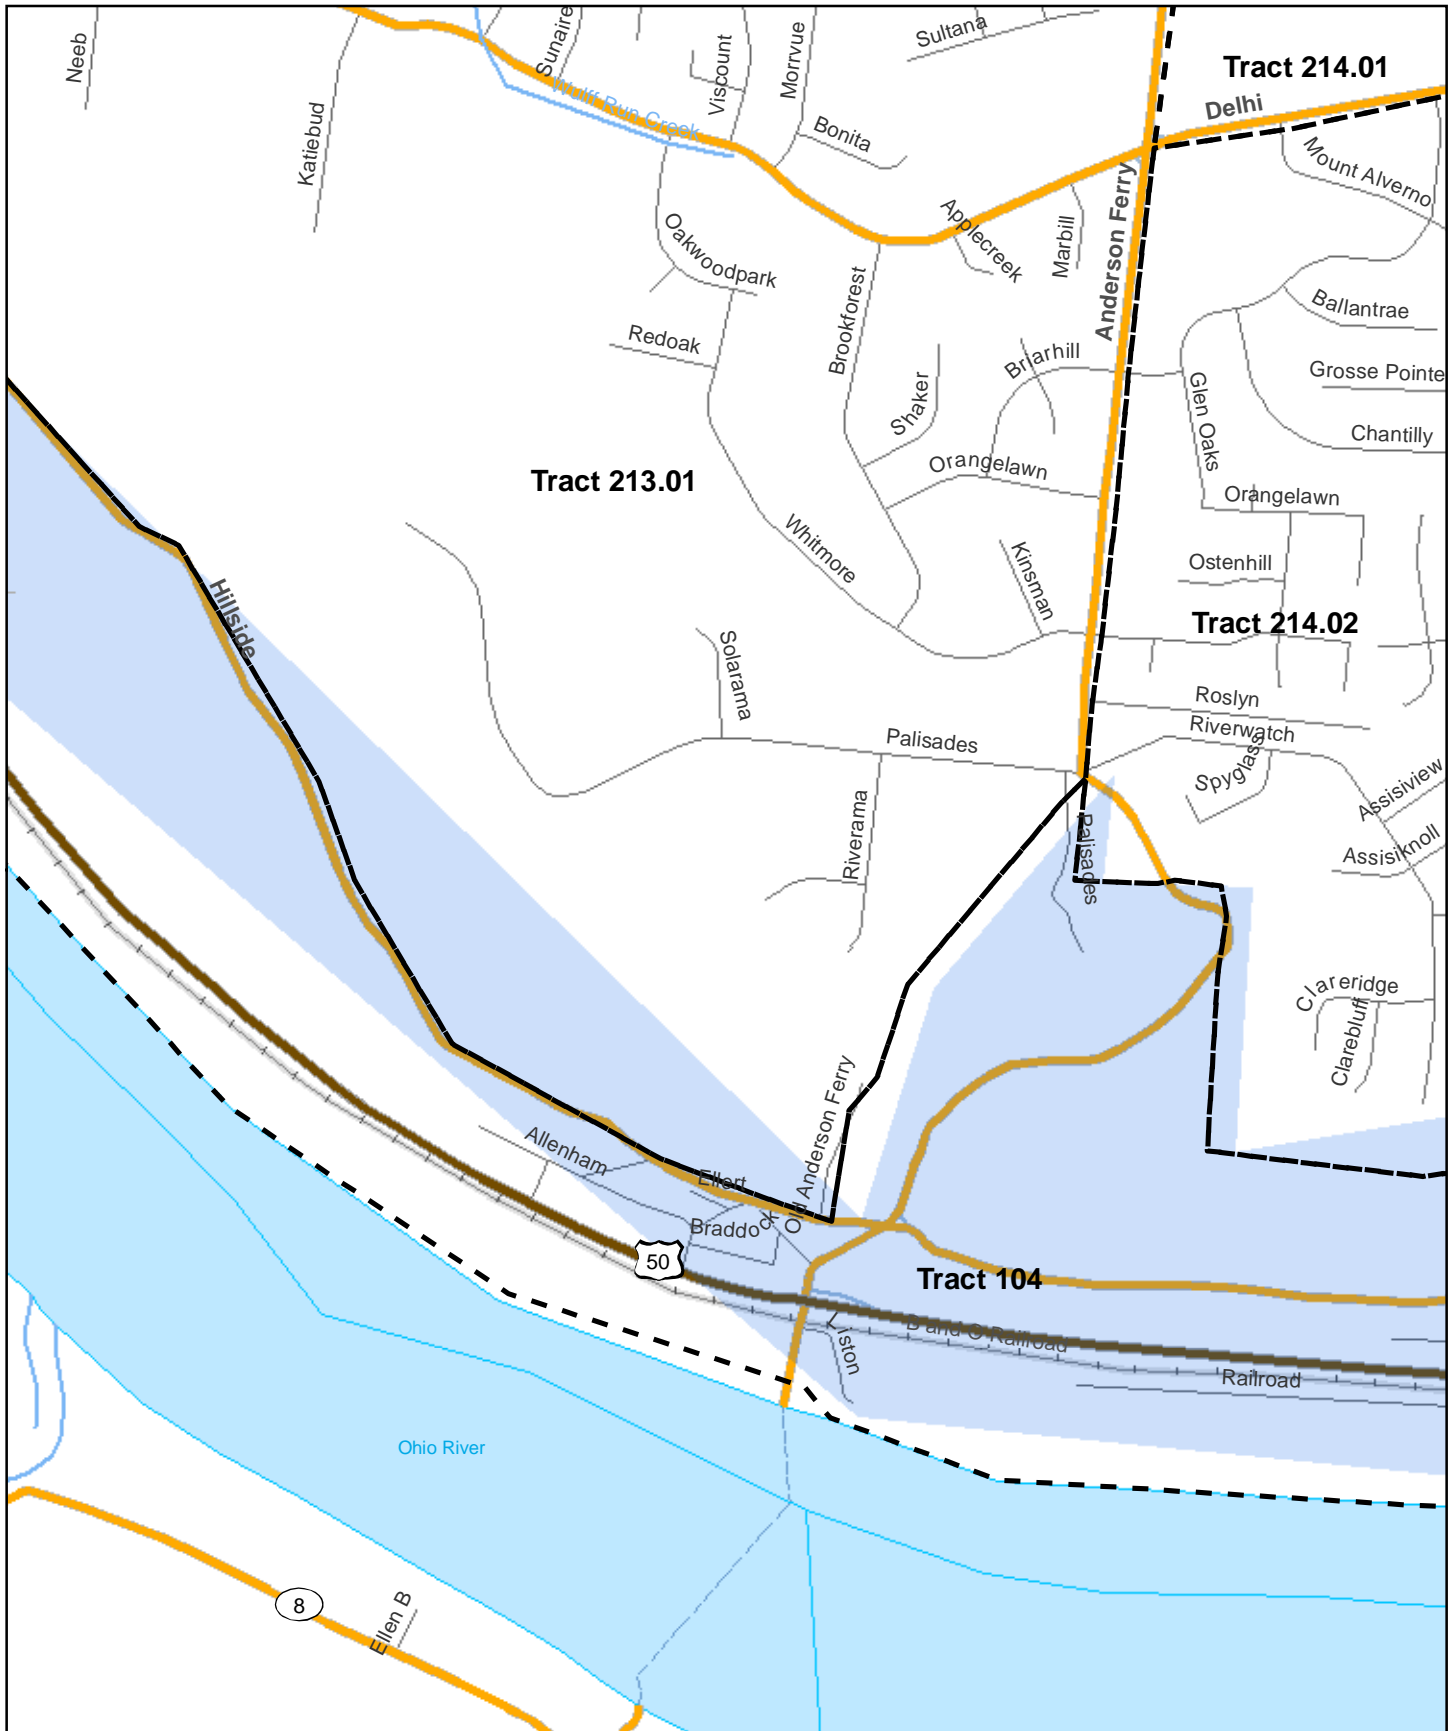 Neeb
Katiebud
Sunaire
Viscount
Morrvue
Sultana
Tract 214.01
Delhi
Wulff Run Creek
Bonita
Mount Alverno
Anderson Ferry
Applecreek
Marbill
Oakwoodpark
Ballantrae
Redoak
Brookforest
Briarhill
Grosse Pointe
Shaker
Glen Oaks
Chantilly
Tract 213.01
Orangelawn
Orangelawn
Whitmore
Kinsman
Ostenhill
Hillside
Tract 214.02
Solarama
Roslyn
Palisades
Riverwatch
Spyglass
Assisiview
Riverama
Palisades
Assisiknoll
Clareridge
Clarebluff
Old Anderson Ferry
Allenham
Ellert
Braddock
50
Tract 104
Liston
B and O Railroad
Railroad
Ohio River
8
Ellen B